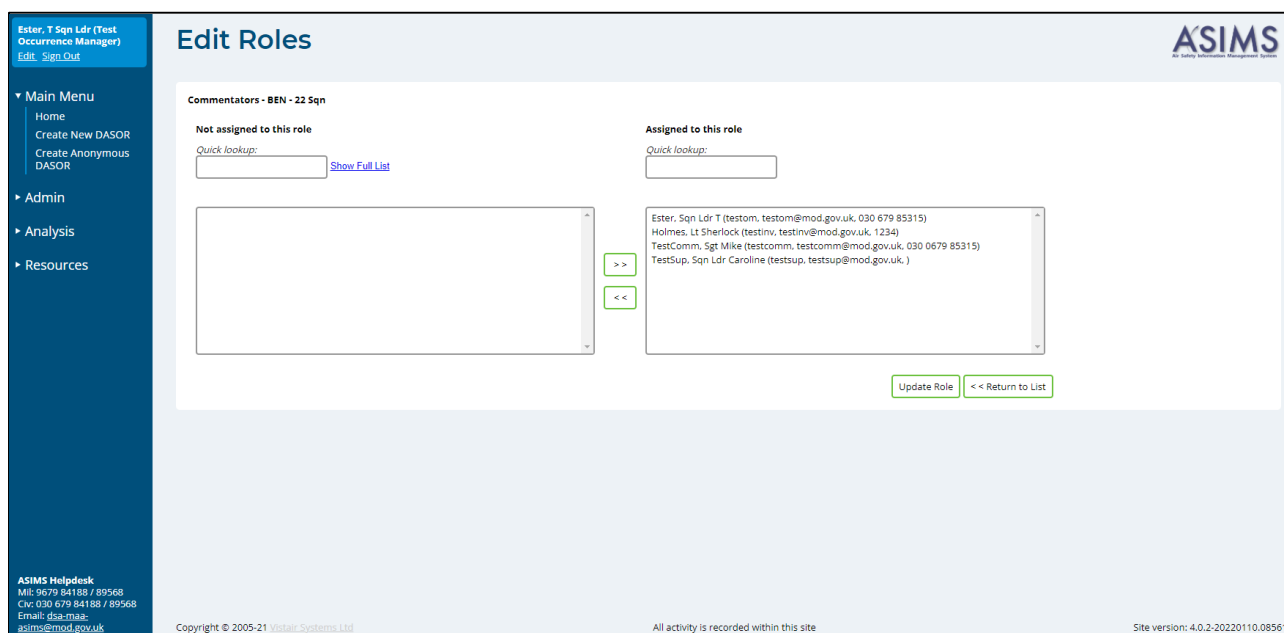 Ester, T Sqn Ldr (Test
Occurrence Manager)
Edit Sign Out
Main Menu
Home
Create New DASOR
Create Anonymous
DASOR
Admin
Analysis
Resources
ASIMS Helpdesk
Mil: 9679 84188 / 89568
Civ: 030 679 84188 / 89568
Email: dsa-maa-
asims@mod.gov.uk
Edit Roles
ASIMS
Air Safety Information Management System
Commentators - BEN - 22 Sqn
Not assigned to this role
Quick lookup:
Show Full List
>>
<<
Assigned to this role
Quick lookup:
Ester, Sqn Ldr T (testom, testom@mod.gov.uk, 030 679 85315)
Holmes, Lt Sherlock (testinv, testinv@mod.gov.uk, 1234)
TestComm, Sgt Mike (testcomm, testcomm@mod.gov.uk, 030 0679 85315)
TestSup, Sqn Ldr Caroline (testsup, testsup@mod.gov.uk, )
Update Role
<< Return to List
Copyright © 2005-21 Vistair Systems Ltd
All activity is recorded within this site
Site version: 4.0.2-20220110.0856